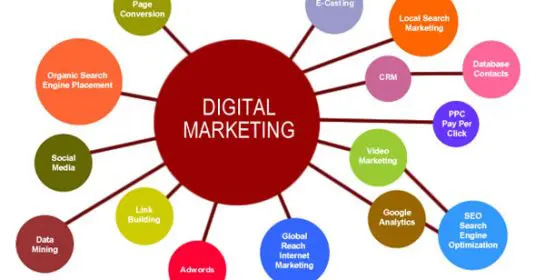 Page
Conversion
E-Casting
Local Search
Marketing
Organic Search
Engine Placement
CRM
Database
Contacts
DIGITAL
MARKETING
PPC
Pay Per
Click
Social
Media
Video
Marketing
Link
Building
Google
Analytics
SEO
Search
Engine
Optimization
Data
Mining
Adwords
Global
Reach
Internet
Marketing